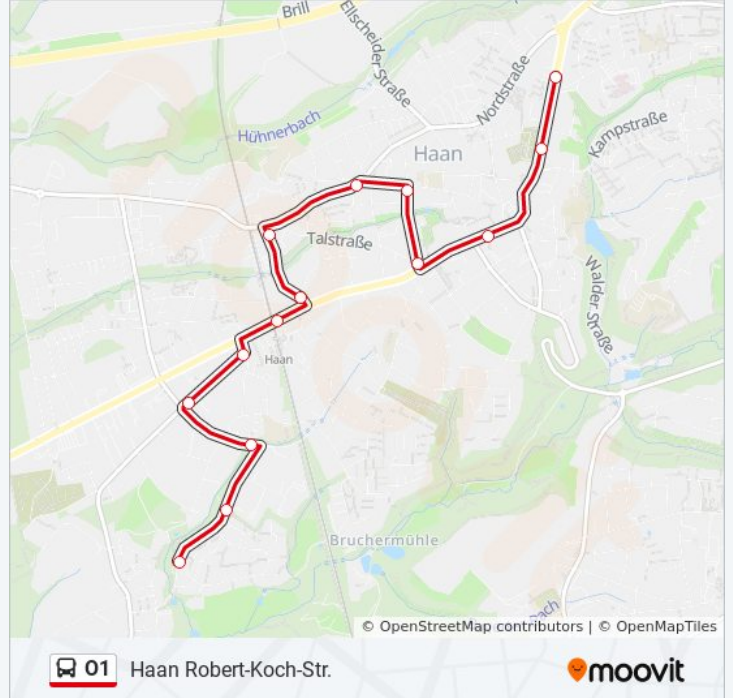 Brill
Ellscheider Straße
Nordstraße
Hühnerbach
Kampstraße
Haan
Talstraße
Walder Straße
Haan
Bruchermühle
bach
© OpenStreetMap contributors | © OpenMapTiles
01 Haan Robert-Koch-Str.
moovit